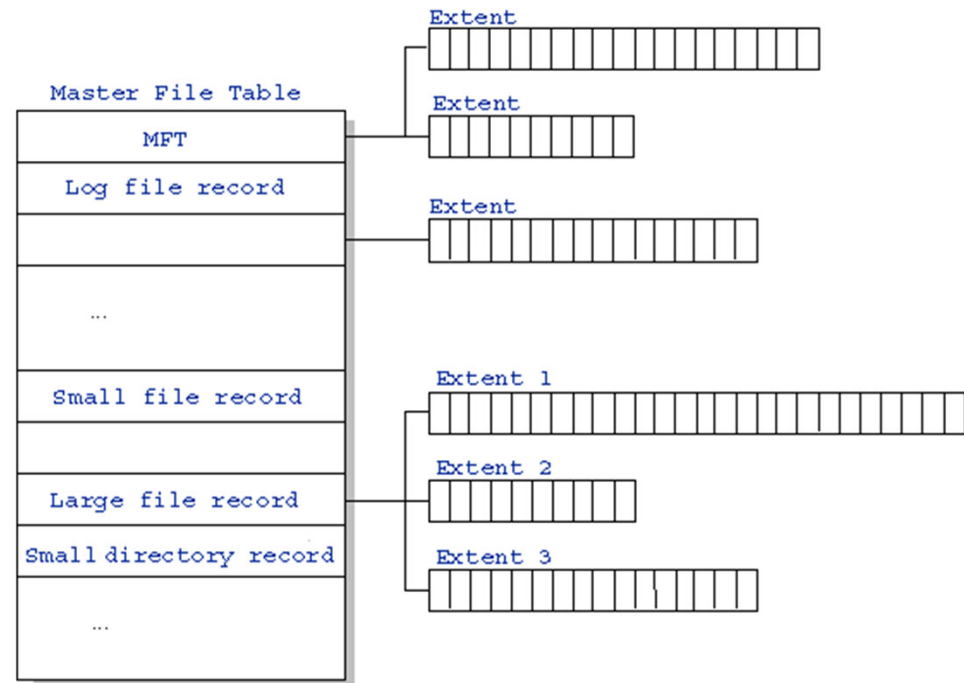 Extent
Master File Table
Extent
MFT
Log file record
Extent
...
Extent 1
Small file record
Extent 2
Large file record
Small directory record
Extent 3
...